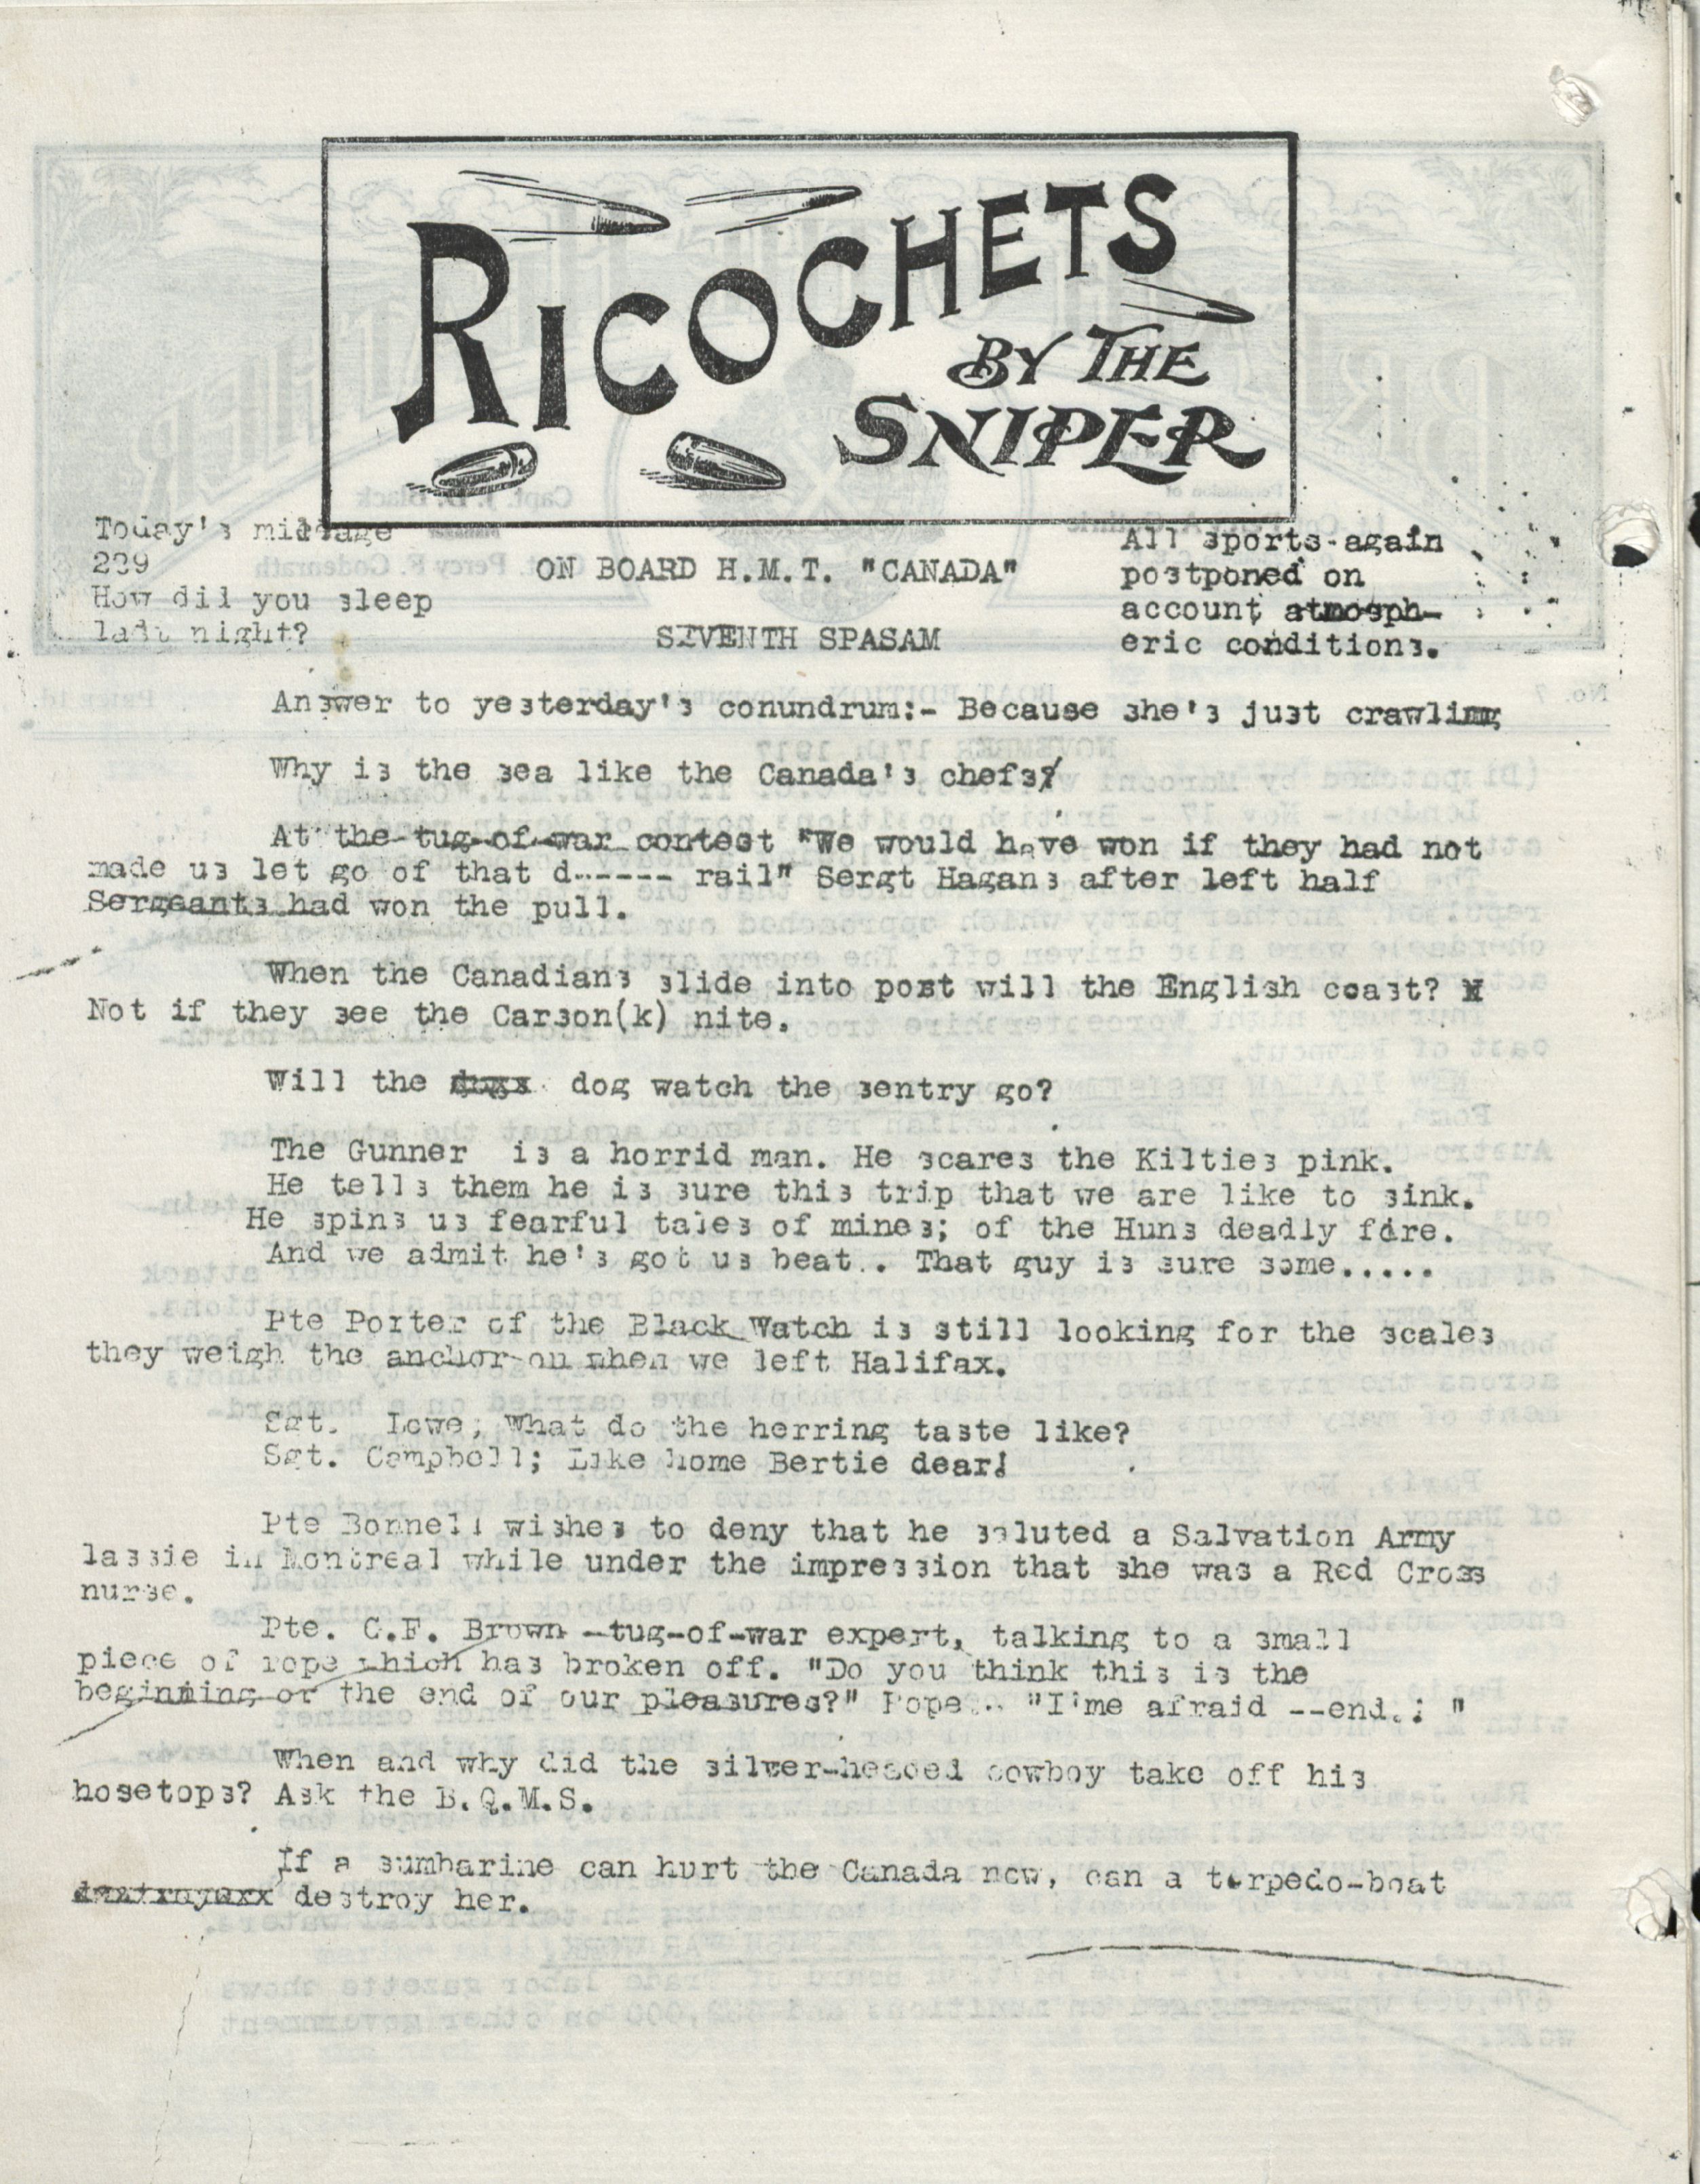 RICOCHETS
BY THE
SNIPER
Today's mileage
239
How did you sleep
last night?
ON BOARD H.M.T. "CANADA"
SEVENTH SPASAM
All sports again
postponed on
account atmosph-
eric conditions.
Answer to yesterday's conundrum:- Because she's just crawling
Why is the sea like the Canada's chefs?
At the tug-of-war contest "We would have won if they had not
made us let go of that d------ rail" Sergt Hagans after left half
Sergeants had won the pull.
When the Canadians slide into port will the English coast?
Not if they see the Carson(k) nite.
Will the dog watch the sentry go?
The Gunner is a horrid man. He scares the Kilties pink.
He tells them he is sure this trip that we are like to sink.
He spins us fearful tales of mines; of the Huns deadly fire.
And we admit he's got us beat.. That guy is sure some.....
Pte Porter of the Black Watch is still looking for the scales
they weigh the anchor on when we left Halifax.
Sgt. Lowe; What do the herring taste like?
Sgt. Campbell; Like home Bertie dear!
Pte Bonnell wishes to deny that he saluted a Salvation Army
lassie in Montreal while under the impression that she was a Red Cross
nurse.
Pte. C.F. Brown -tug-of-war expert, talking to a small
piece of rope which has broken off. "Do you think this is the
beginning or the end of our pleasures?" Rope.. "I'me afraid --end.: "
When and why did the silver-headed cowboy take off his
hosetops? Ask the B.Q.M.S.
If a sumbarine can hurt the Canada now, can a torpedo-boat
destroy her.